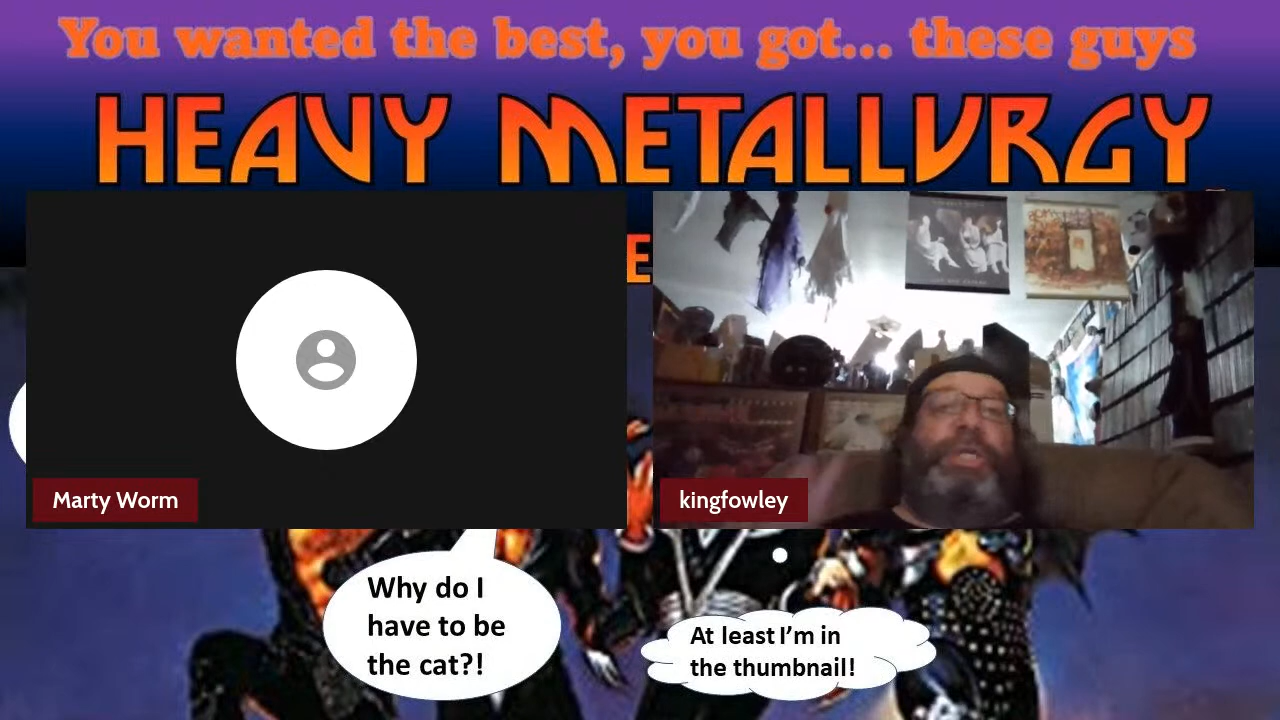 You wanted the best, you got... these guys
HEAVY METALLVRGY
E
Marty Worm
kingfowley
Why do I
have to be
the cat?!
At least I'm in
the thumbnail!